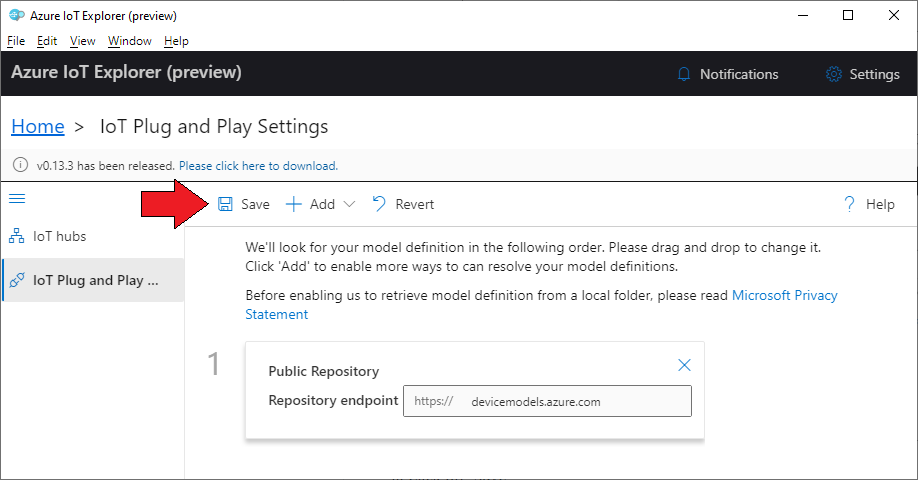 Azure IoT Explorer (preview)
File Edit View Window Help
Azure IoT Explorer (preview) Notifications Settings
Home > IoT Plug and Play Settings
v0.13.3 has been released. Please click here to download.
Save Add Revert Help
IoT hubs
IoT Plug and Play ...
We'll look for your model definition in the following order. Please drag and drop to change it.
Click 'Add' to enable more ways to can resolve your model definitions.
Before enabling us to retrieve model definition from a local folder, please read Microsoft Privacy
Statement
1
Public Repository
Repository endpoint https:// devicemodels.azure.com